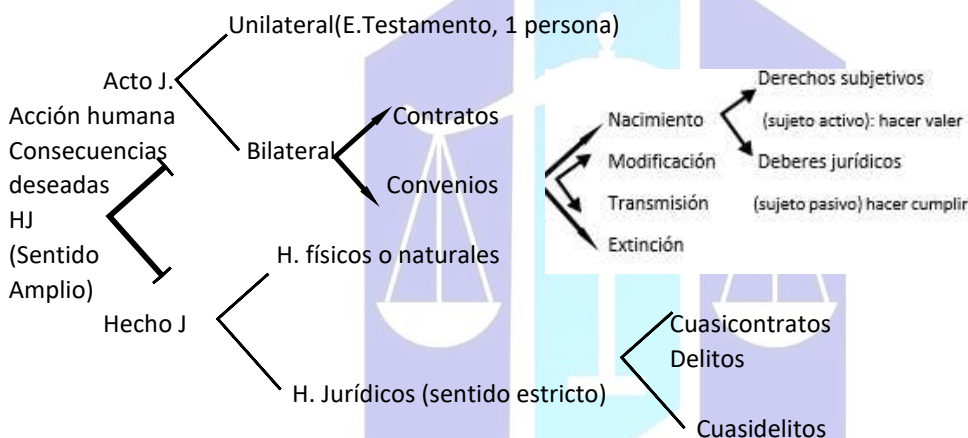 Unilateral(E.Testamento, 1 persona)
Acto J.
Acción humana
Consecuencias
deseadas
HJ
(Sentido
Amplio)
Bilateral
Contratos
Convenios
Nacimiento
Modificación
Transmisión
Extinción
Derechos subjetivos
(sujeto activo): hacer valer
Deberes jurídicos
(sujeto pasivo) hacer cumplir
Hecho J
H. físicos o naturales
H. Jurídicos (sentido estricto)
Cuasicontratos
Delitos
Cuasidelitos